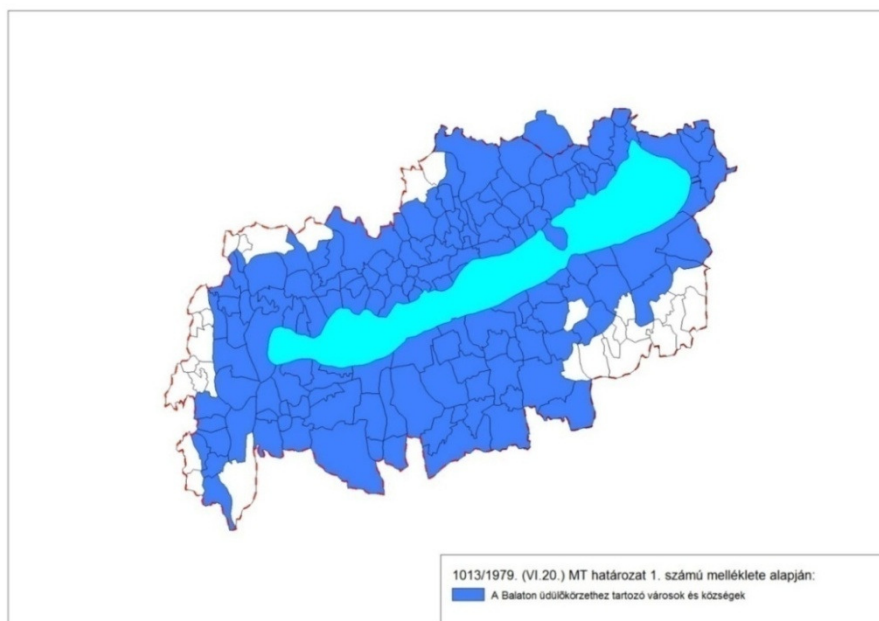 1013/1979. (VI.20.) MT határozat 1. számú melléklete alapján:
A Balaton üdülőkörzethez tartozó városok és községek